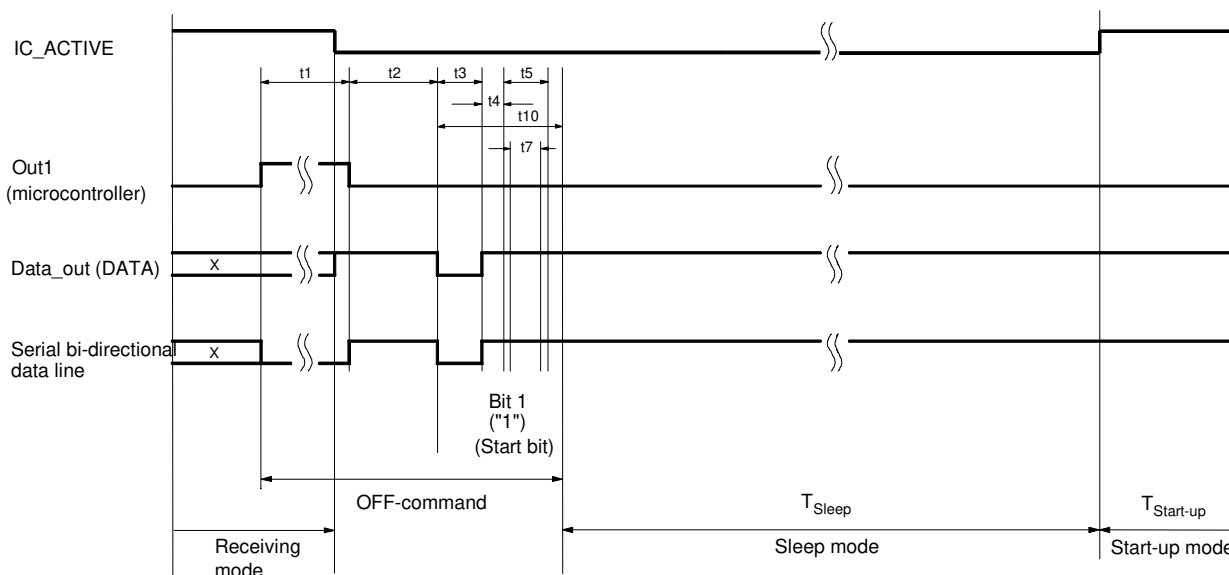 IC_ACTIVE
t1
t2
t3
t5
t4
t10
t7
Out1
(microcontroller)
Data_out (DATA)
X
Serial bi-directional
data line
X
Bit 1
("1")
(Start bit)
OFF-command
TSleep
TStart-up
Receiving
mode
Sleep mode
Start-up mode